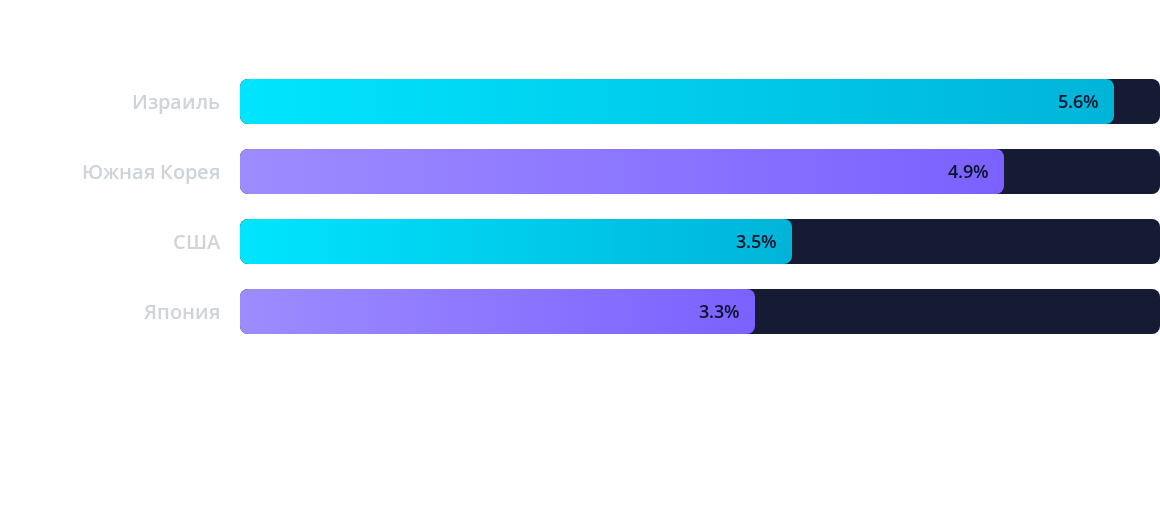 Израиль 5.6%
Южная Корея 4.9%
США 3.5%
Япония 3.3%